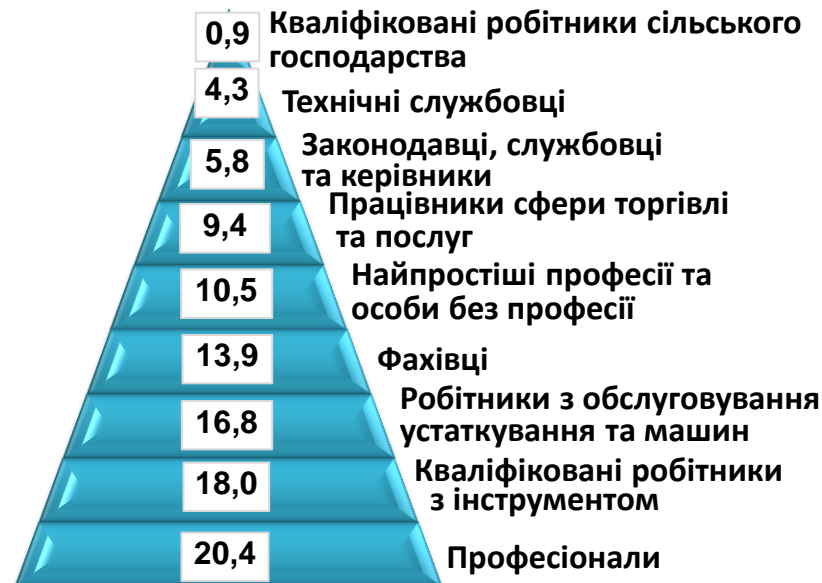 0,9 Кваліфіковані робітники сільського
господарства
4,3 Технічні службовці
5,8 Законодавці, службовці
та керівники
9,4 Працівники сфери торгівлі
та послуг
10,5 Найпростіші професії та
особи без професії
13,9 Фахівці
16,8 Робітники з обслуговування
устаткування та машин
18,0 Кваліфіковані робітники
з інструментом
20,4 Професіонали